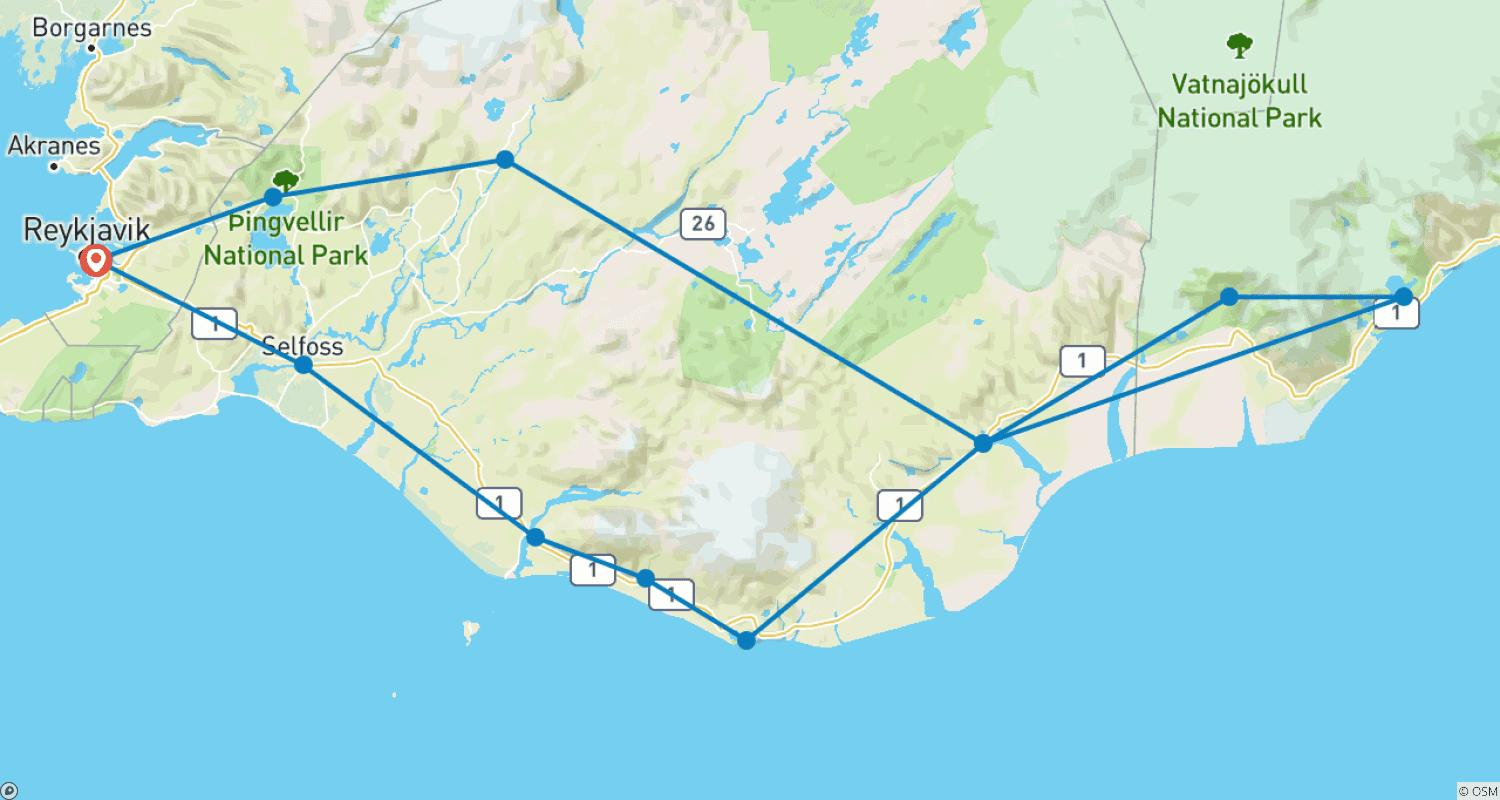 Borgarnes
Vatnajökull
National Park
Akranes
Reykjavik
Þingvellir
National Park
26
1
1
Selfoss
1
1
1
1
1
© OSM